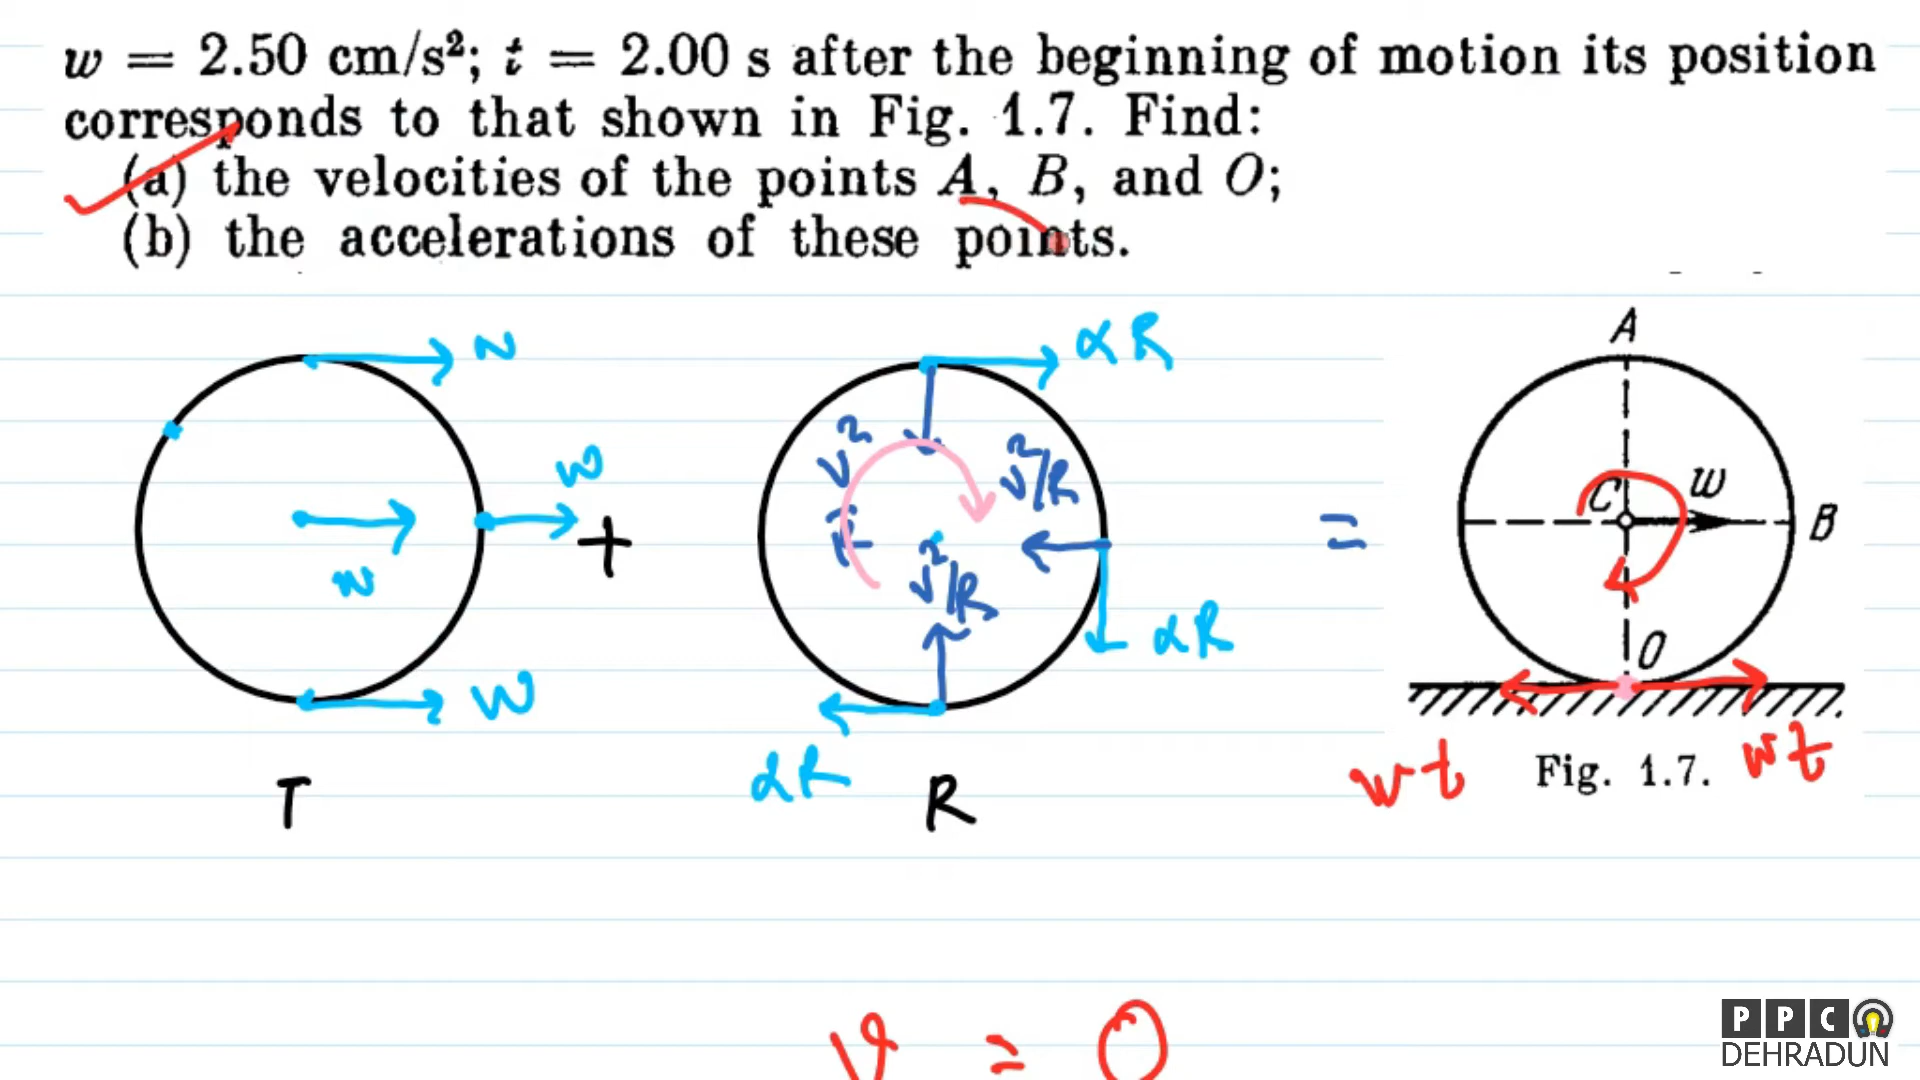 w = 2.50 cm/s²; t = 2.00 s after the beginning of motion its position
corresponds to that shown in Fig. 1.7. Find:
(a) the velocities of the points A, B, and O;
(b) the accelerations of these points.
w
w
w
w
T
+
αR
v²
v²/R
v²/R
αR
αR
R
=
A
C
w
B
O
wt
wt
Fig. 1.7.
v = 0
PPC
DEHRADUN